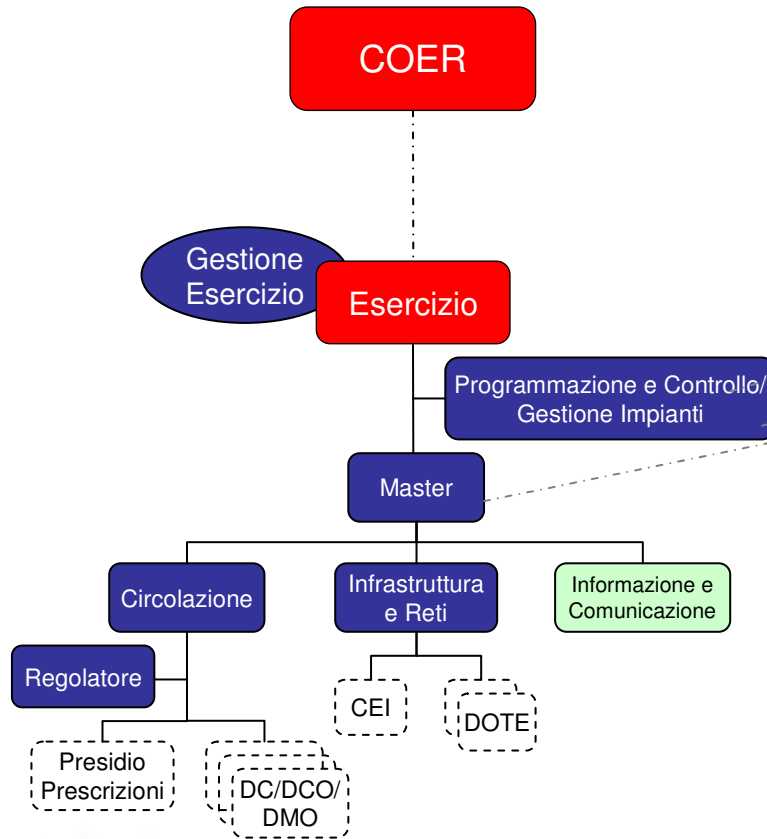 COER
Gestione
Esercizio
Esercizio
Programmazione e Controllo/
Gestione Impianti
Master
Circolazione
Infrastruttura
e Reti
Informazione e
Comunicazione
Regolatore
CEI
DOTE
Presidio
Prescrizioni
DC/DCO/
DMO